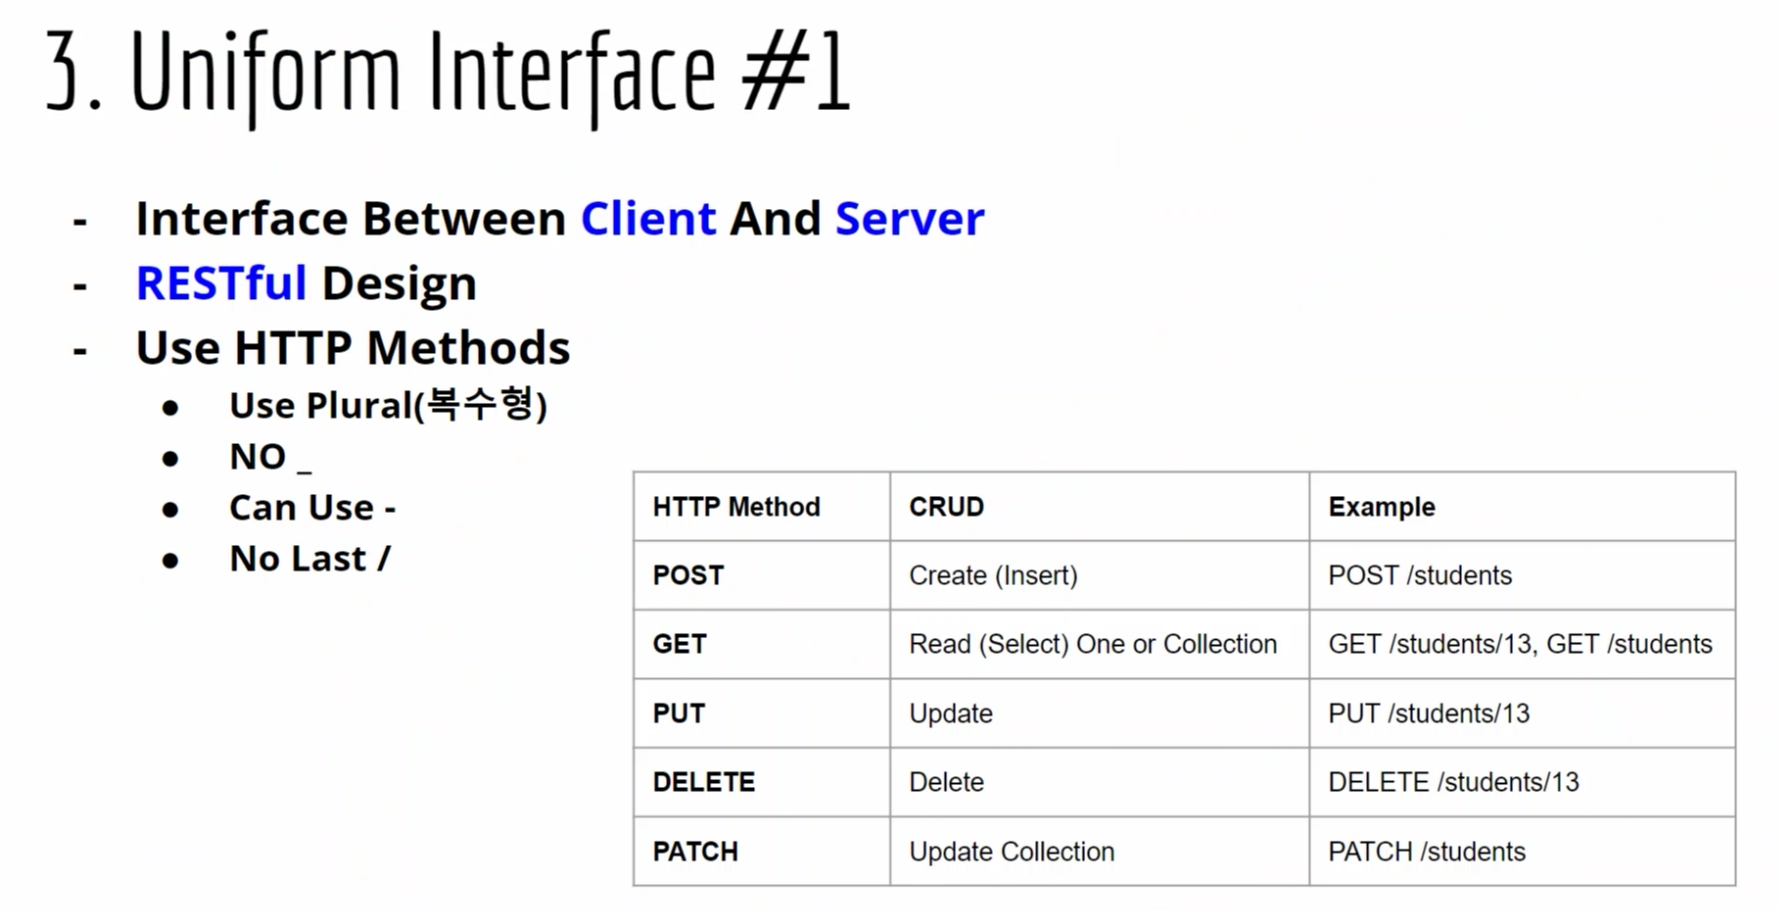 3. Uniform Interface #1
- Interface Between Client And Server
- RESTful Design
- Use HTTP Methods
● Use Plural(복수형)
● NO _
● Can Use -
● No Last /
HTTP Method CRUD Example
POST Create (Insert) POST /students
GET Read (Select) One or Collection GET /students/13, GET /students
PUT Update PUT /students/13
DELETE Delete DELETE /students/13
PATCH Update Collection PATCH /students